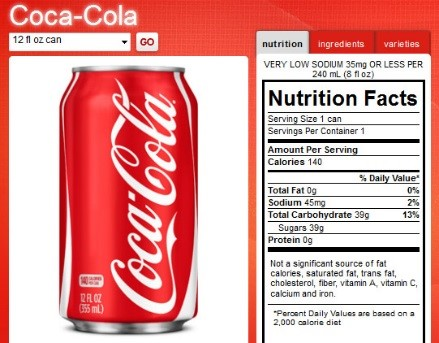 Coca-Cola
12 fl oz can
GO
nutrition
ingredients
varieties
VERY LOW SODIUM 35mg OR LESS PER
240 mL (8 fl oz)
Nutrition Facts
Serving Size 1 can
Servings Per Container 1
Amount Per Serving
Calories 140
% Daily Value*
Total Fat 0g 0%
Sodium 45mg 2%
Total Carbohydrate 39g 13%
Sugars 39g
Protein 0g
Not a significant source of fat
calories, saturated fat, trans fat,
cholesterol, fiber, vitamin A, vitamin C,
calcium and iron.
*Percent Daily Values are based on a
2,000 calorie diet
Coca-Cola
140
12 FL OZ
(355 mL)